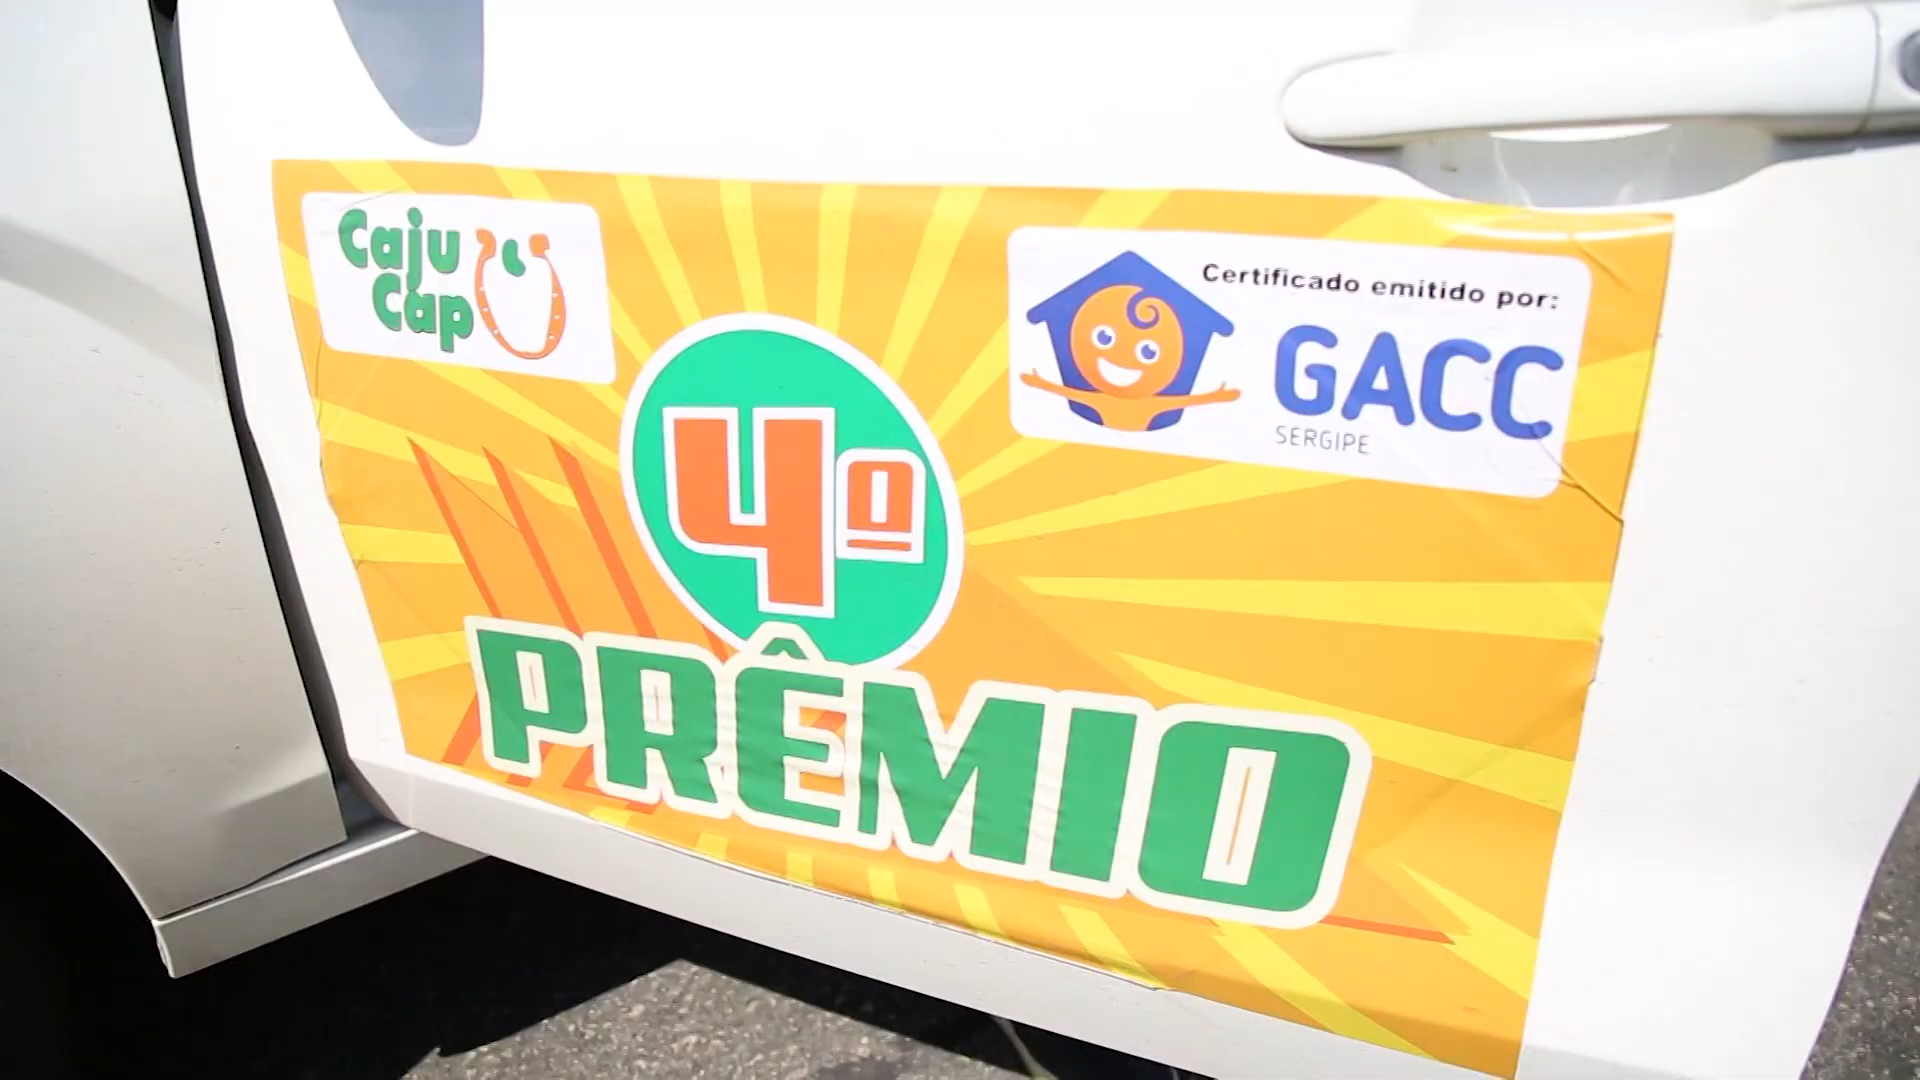 Caju
Cap
Certificado emitido por:
GACC
SERGIPE
4º
PRÊMIO